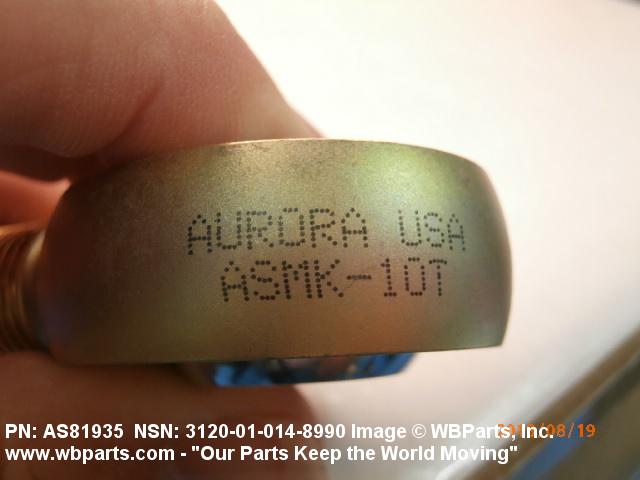 AURORA USA
ASMK-10T
PN: AS81935 NSN: 3120-01-014-8990 Image © WBParts, Inc.
www.wbparts.com - "Our Parts Keep the World Moving"